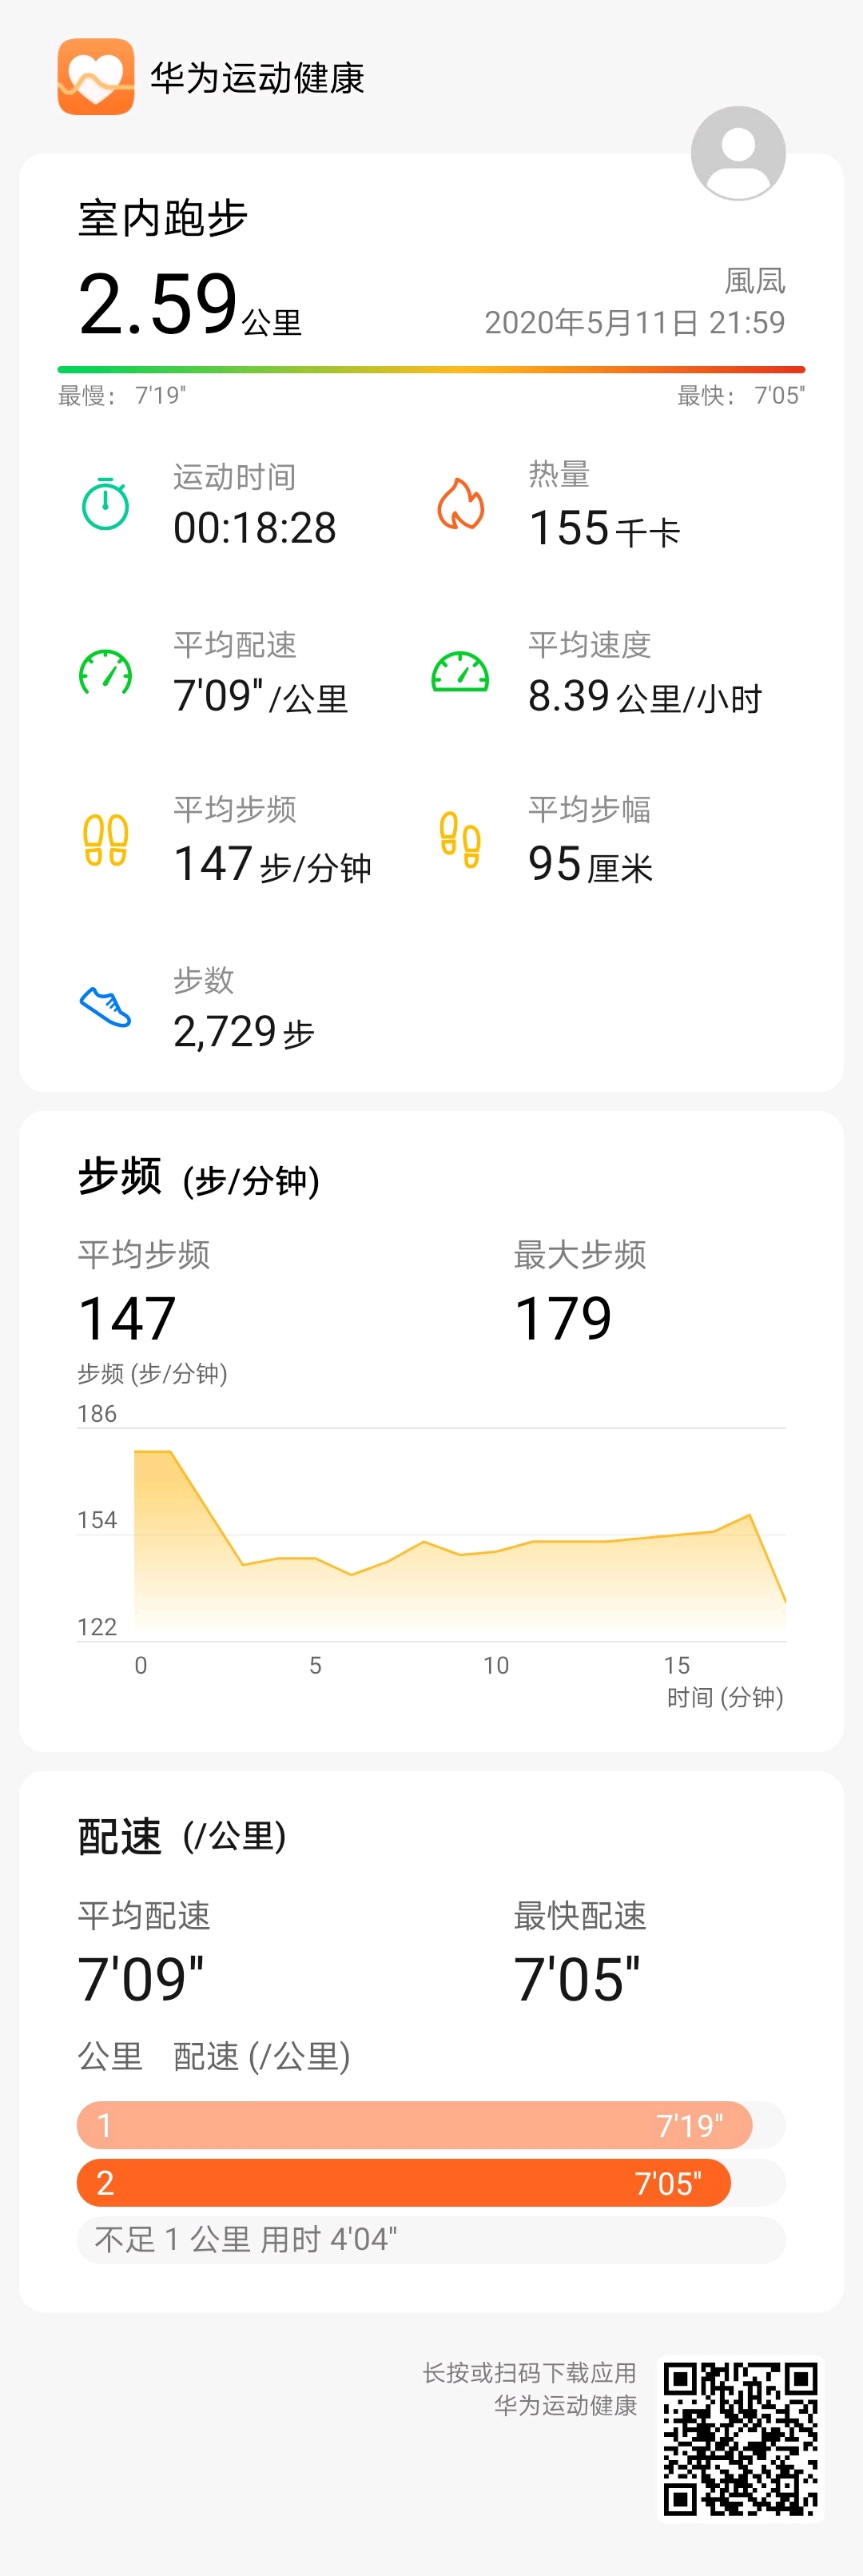 华为运动健康
室内跑步
2.59公里
風凬
2020年5月11日 21:59
最慢： 7'19"
最快： 7'05"
运动时间
00:18:28
热量
155千卡
平均配速
7'09"/公里
平均速度
8.39公里/小时
平均步频
147步/分钟
平均步幅
95厘米
步数
2,729步
步频 (步/分钟)
平均步频
147
最大步频
179
步频 (步/分钟)
186
154
122
0 5 10 15
时间 (分钟)
配速 (/公里)
平均配速
7'09"
最快配速
7'05"
公里 配速 (/公里)
1 7'19"
2 7'05"
不足 1 公里 用时 4'04"
长按或扫码下载应用
华为运动健康